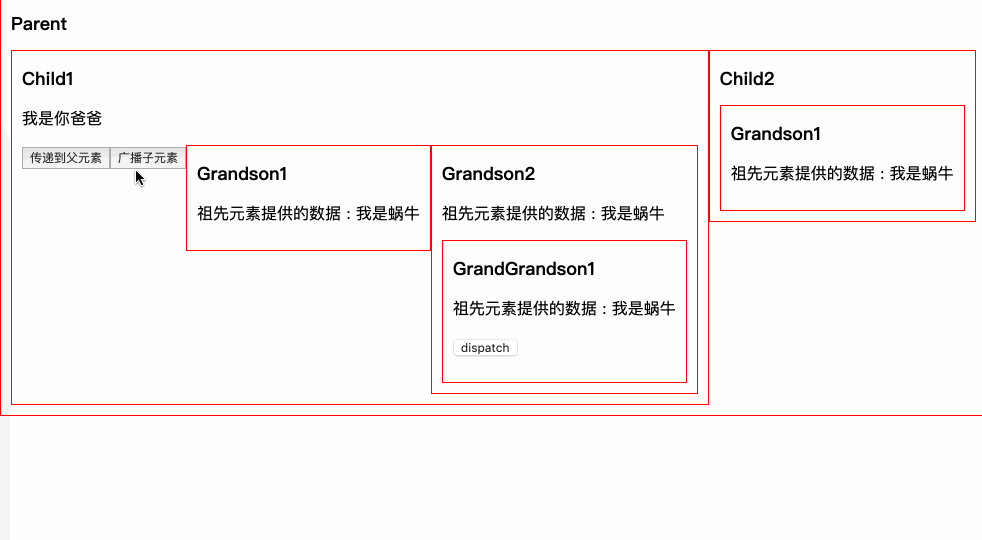 Parent
Child1
我是你爸爸
传递到父元素 广播子元素
Grandson1
祖先元素提供的数据：我是蜗牛
Grandson2
祖先元素提供的数据：我是蜗牛
GrandGrandson1
祖先元素提供的数据：我是蜗牛
dispatch
Child2
Grandson1
祖先元素提供的数据：我是蜗牛